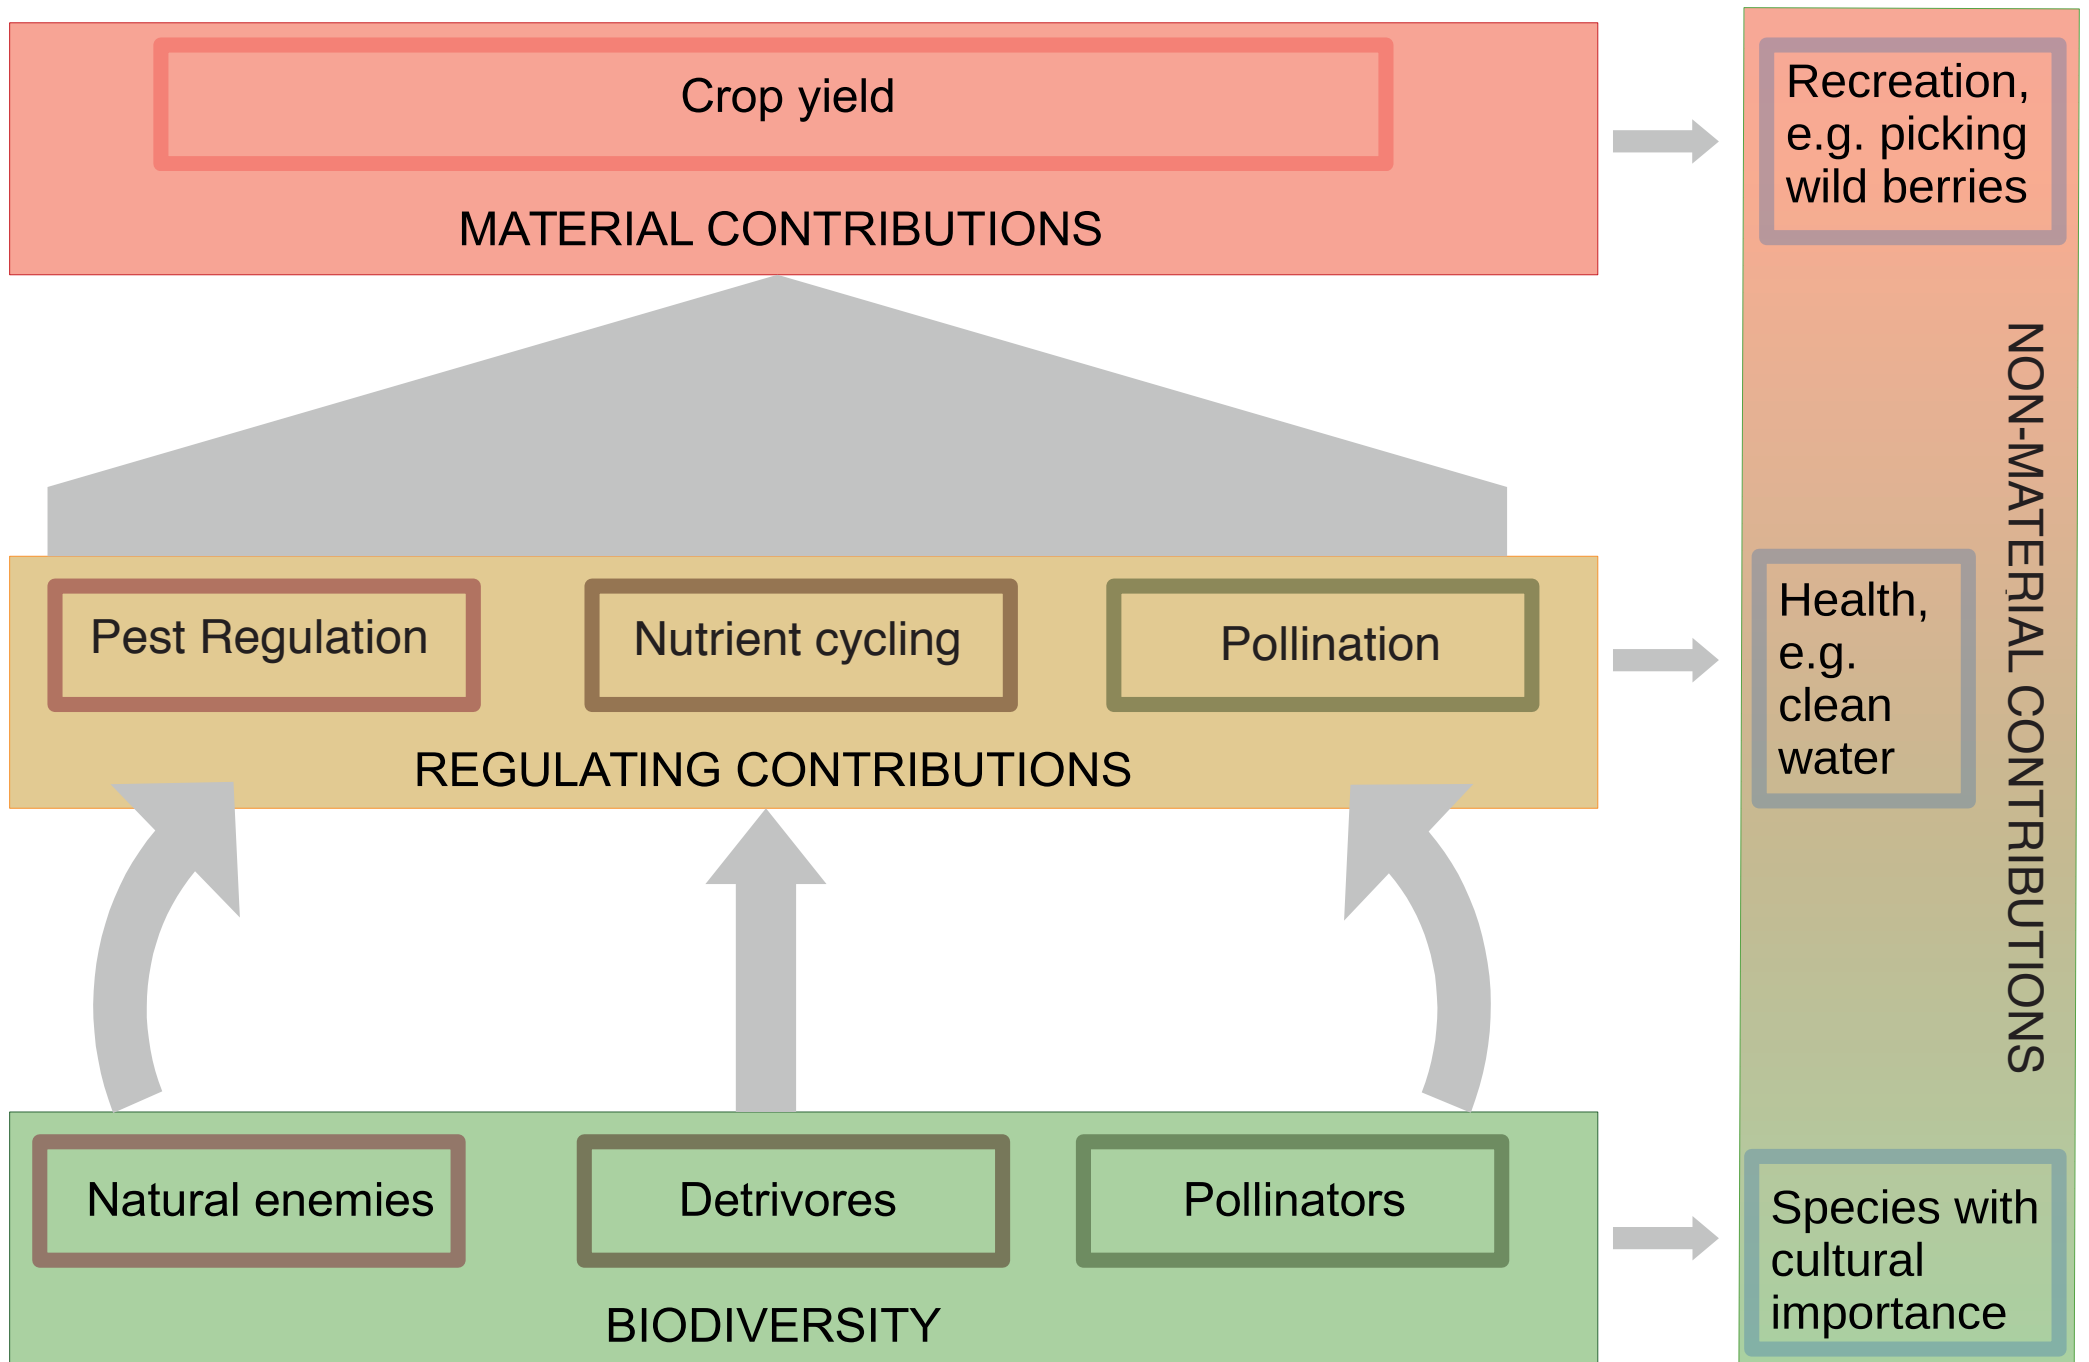 Crop yield
MATERIAL CONTRIBUTIONS
Pest Regulation
Nutrient cycling
Pollination
REGULATING CONTRIBUTIONS
Natural enemies
Detrivores
Pollinators
BIODIVERSITY
Recreation,
e.g. picking
wild berries
Health,
e.g.
clean
water
Species with
cultural
importance
NON-MATERIAL CONTRIBUTIONS